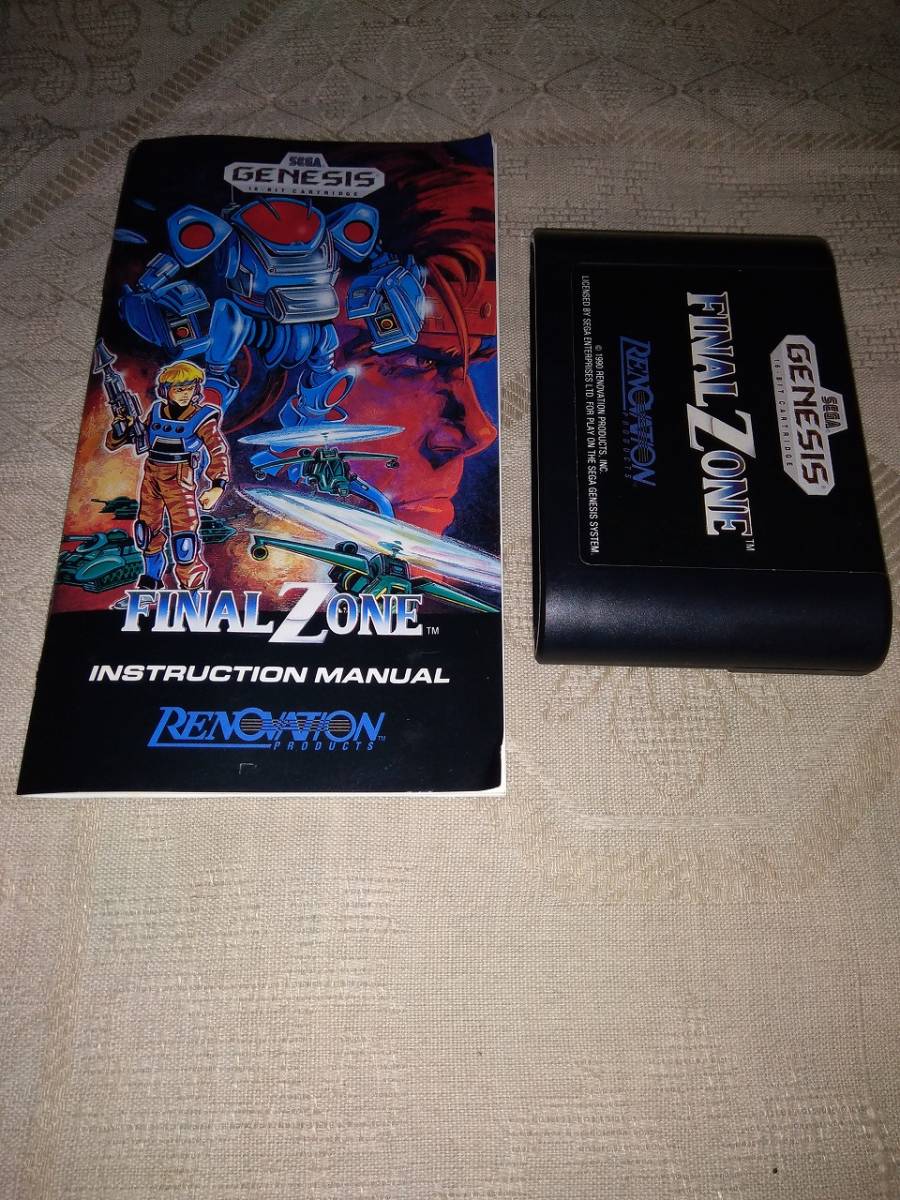 SEGA
GENESIS
16-BIT CARTRIDGE
FINAL ZONE™
INSTRUCTION MANUAL
RENOVATION™
PRODUCTS
SEGA
GENESIS
16-BIT CARTRIDGE
FINAL ZONE™
RENOVATION
PRODUCTS
© 1990 RENOVATION PRODUCTS, INC.
LICENSED BY SEGA ENTERPRISES LTD. FOR PLAY ON THE SEGA GENESIS SYSTEM.